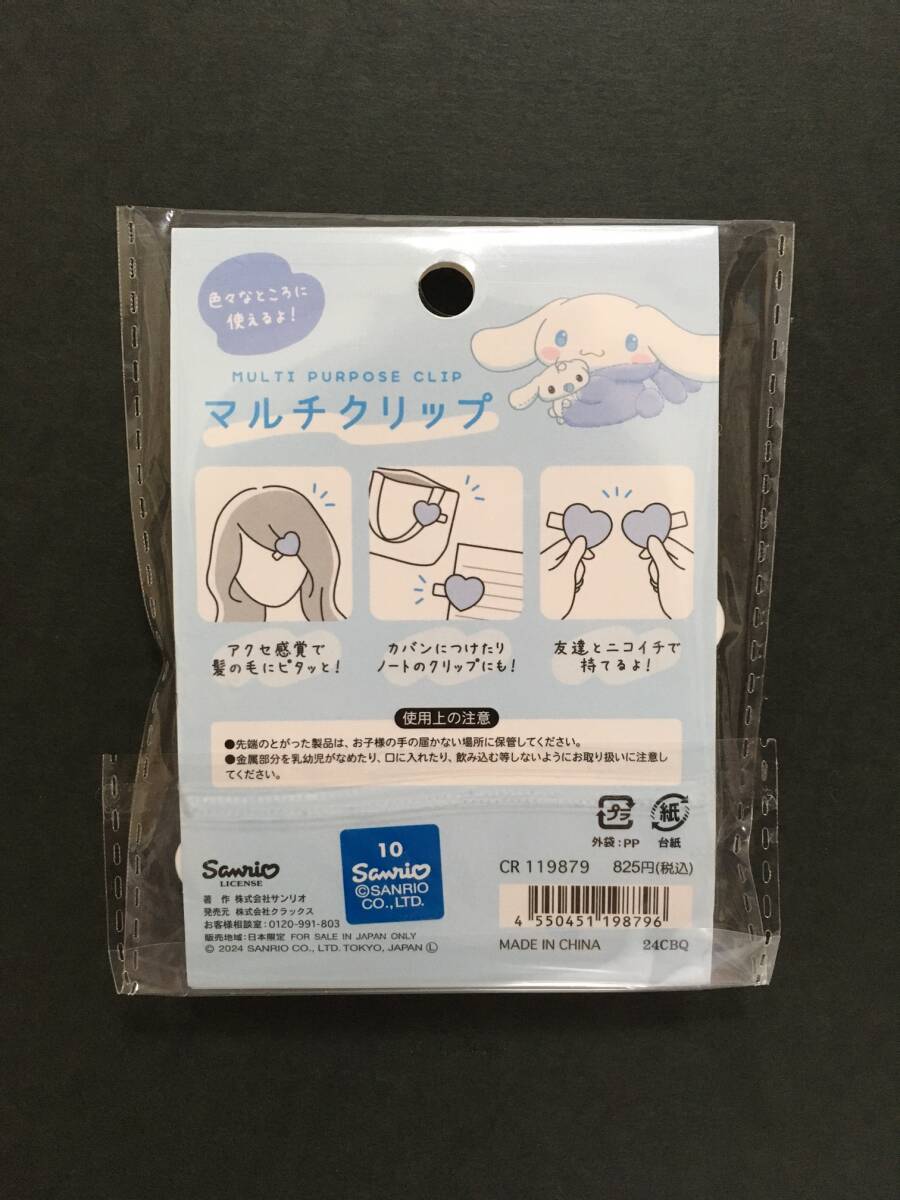 色々なところに
使えるよ!
MULTI PURPOSE CLIP
マルチクリップ
アクセ感覚で
髪の毛にピタッと!
カバンにつけたり
ノートのクリップにも!
友達とニコイチで
持てるよ!
使用上の注意
●先端のとがった製品は、お子様の手の届かない場所に保管してください。
●金属部分を乳幼児がなめたり、口に入れたり、飲み込む等しないようにお取り扱いに注意し
てください。
プラ
外袋:PP
紙
台紙
Sanrio
LICENSE
著 作 株式会社サンリオ
発売元 株式会社クラックス
お客様相談室:0120-991-803
販売地域:日本限定 FOR SALE IN JAPAN ONLY
© 2024 SANRIO CO., LTD. TOKYO, JAPAN Ⓛ
10
Sanrio
©SANRIO
CO.,LTD.
CR 119879 825円(税込)
4 550451 198796
MADE IN CHINA 24CBQ